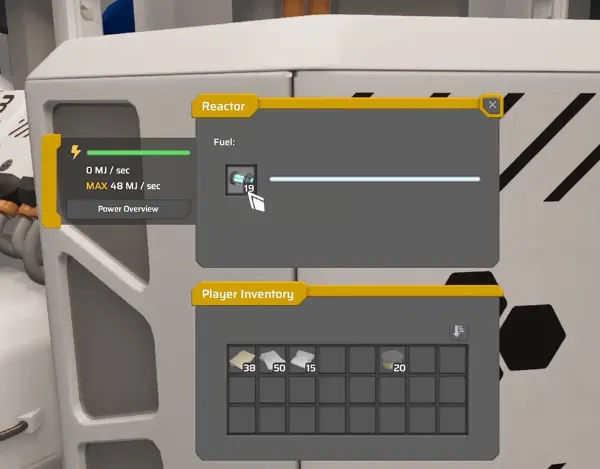 Reactor
Fuel:
19
0 MJ / sec
MAX 48 MJ / sec
Power Overview
Player Inventory
38 50 15 20